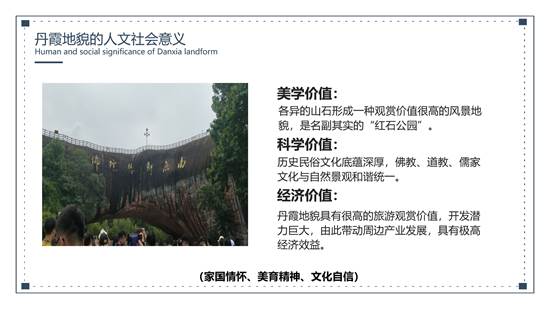 丹霞地貌的人文社会意义
Human and social significance of Danxia landform
美学价值：
各异的山石形成一种观赏价值很高的风景地
貌，是名副其实的“红石公园”。
科学价值：
历史民俗文化底蕴深厚，佛教、道教、儒家
文化与自然景观和谐统一。
经济价值：
丹霞地貌具有很高的旅游观赏价值，开发潜
力巨大，由此带动周边产业发展，具有极高
经济效益。
（家国情怀、美育精神、文化自信）